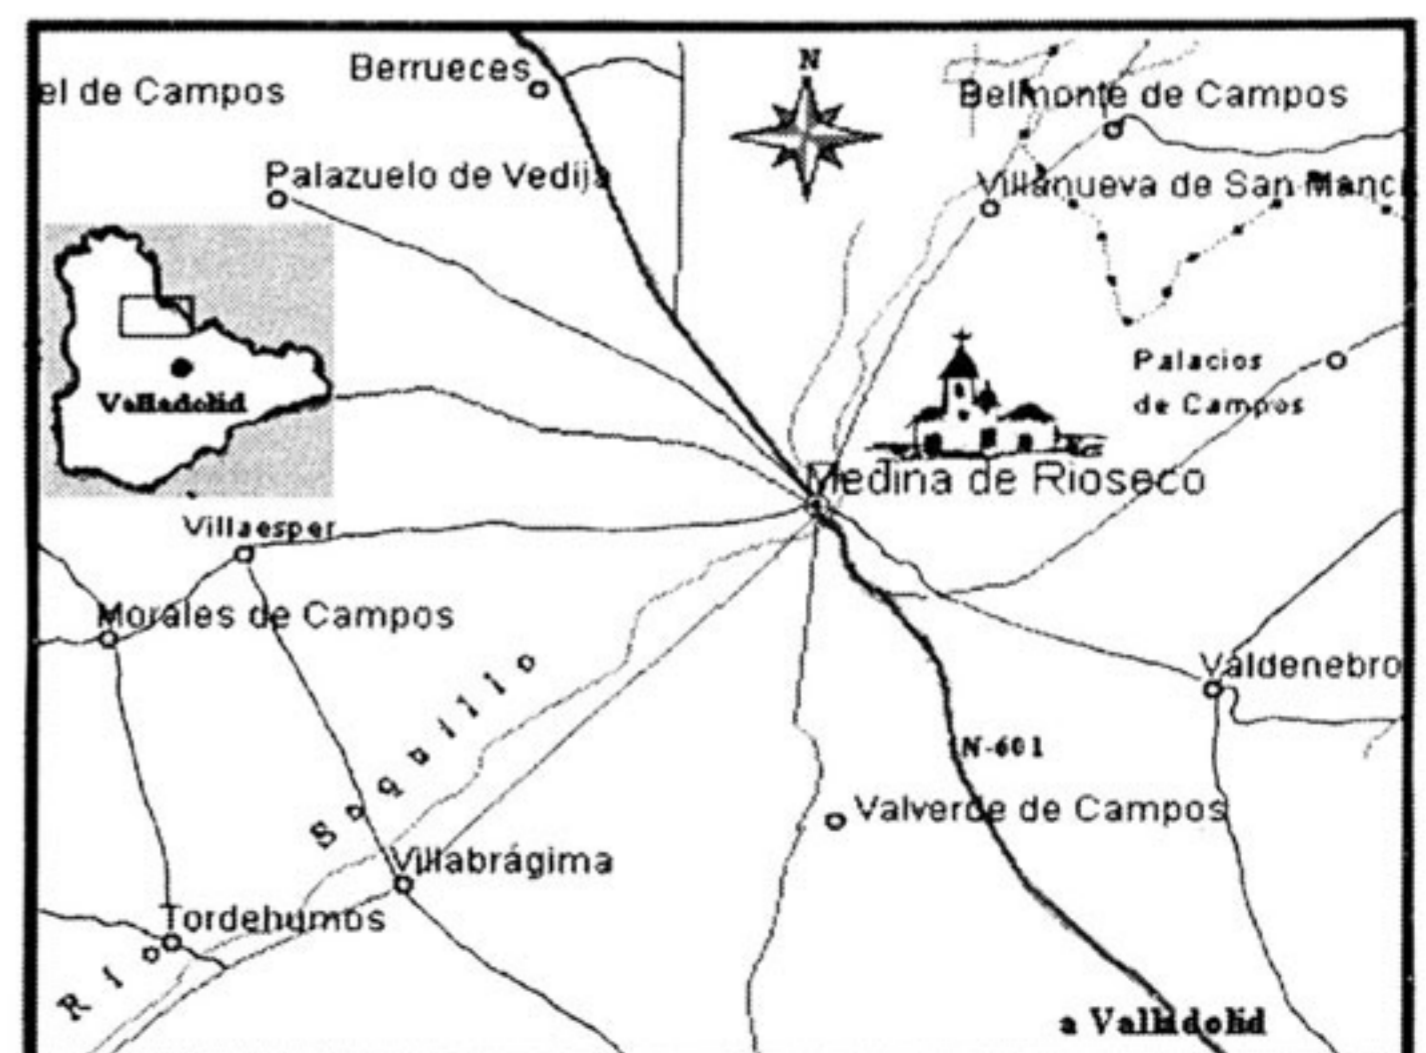 Berrueces
N
el de Campos
Belmonte de Campos
Palazuelo de Vedija
Villanueva de San Manc
Palacios
de Campos
Valladolid
Medina de Rioseco
Villaesper
Morales de Campos
Valdenebro
N-601
Valverde de Campos
Río Sequillo
Villabrágima
Tordehumos
a Valladolid